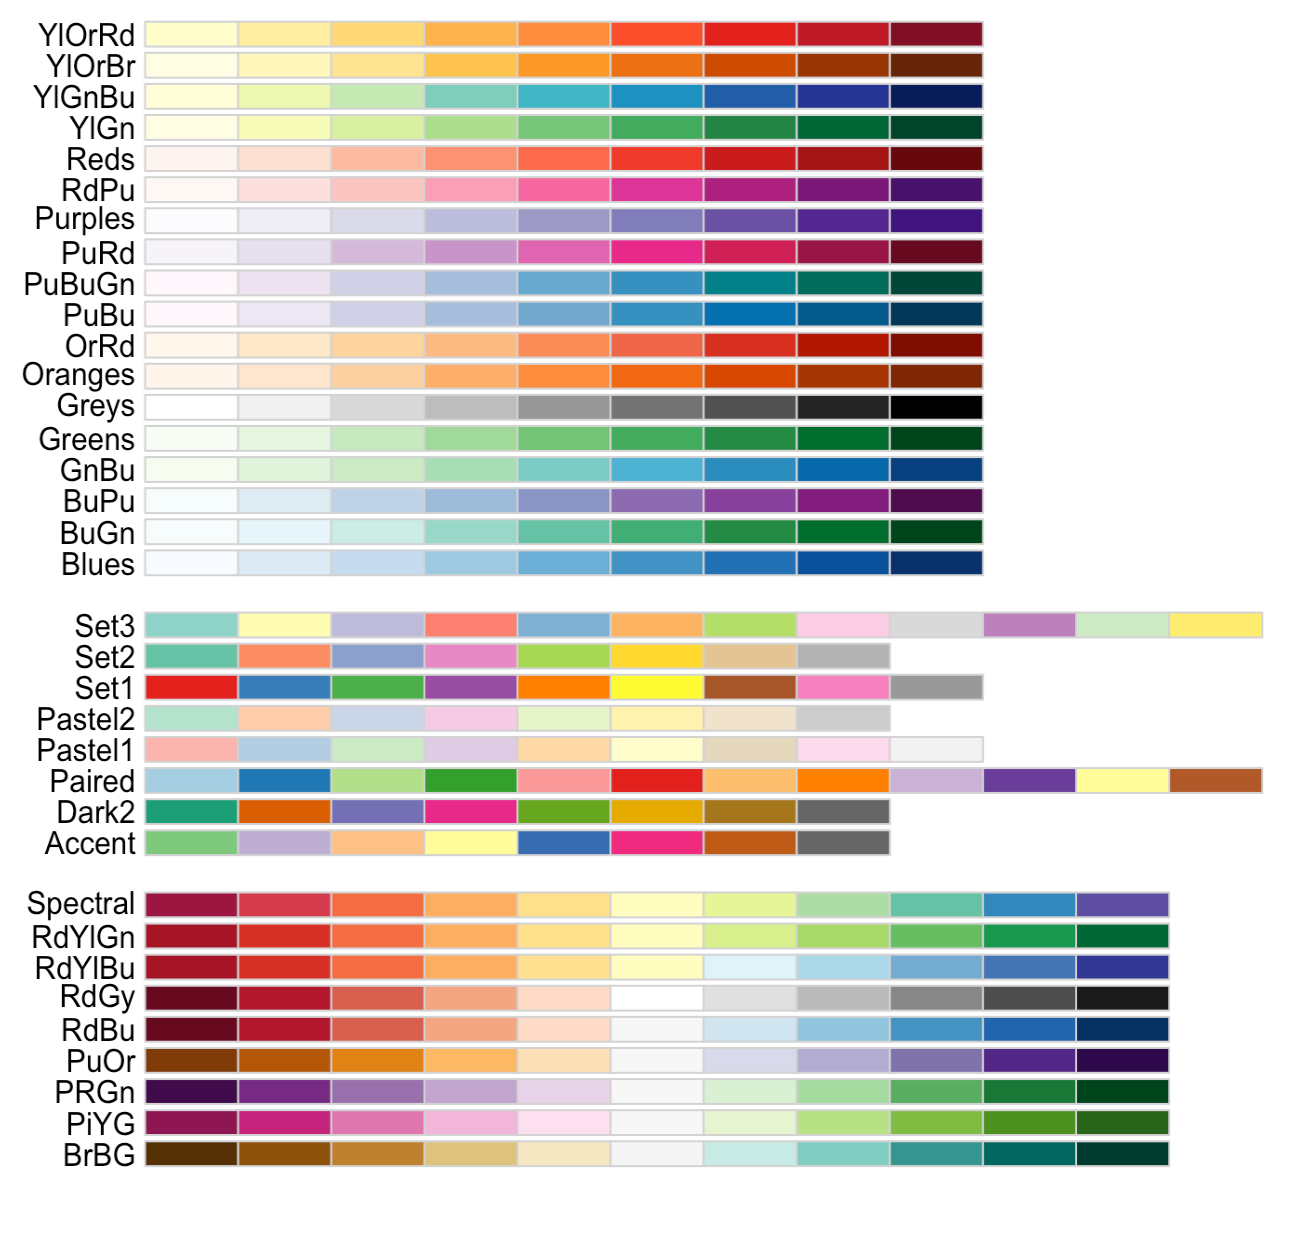 YlOrRd
YlOrBr
YlGnBu
YlGn
Reds
RdPu
Purples
PuRd
PuBuGn
PuBu
OrRd
Oranges
Greys
Greens
GnBu
BuPu
BuGn
Blues
Set3
Set2
Set1
Pastel2
Pastel1
Paired
Dark2
Accent
Spectral
RdYlGn
RdYlBu
RdGy
RdBu
PuOr
PRGn
PiYG
BrBG